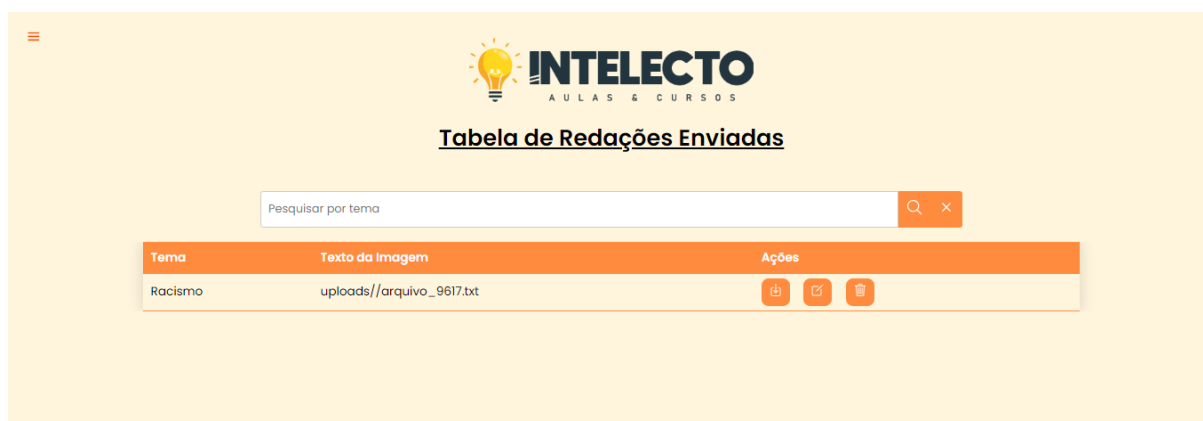 INTELECTO
AULAS & CURSOS
Tabela de Redações Enviadas
Pesquisar por tema
Tema Texto da Imagem Ações
Racismo uploads//arquivo_9617.txt